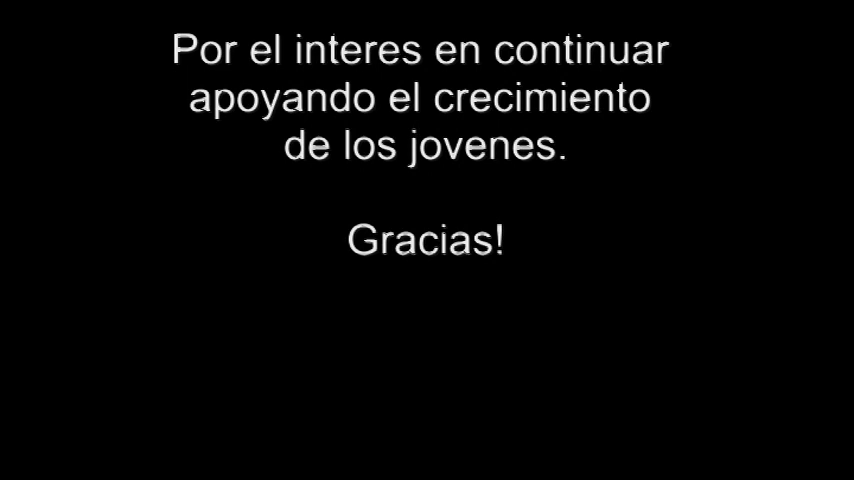 Por el interes en continuar
apoyando el crecimiento
de los jovenes.
Gracias!